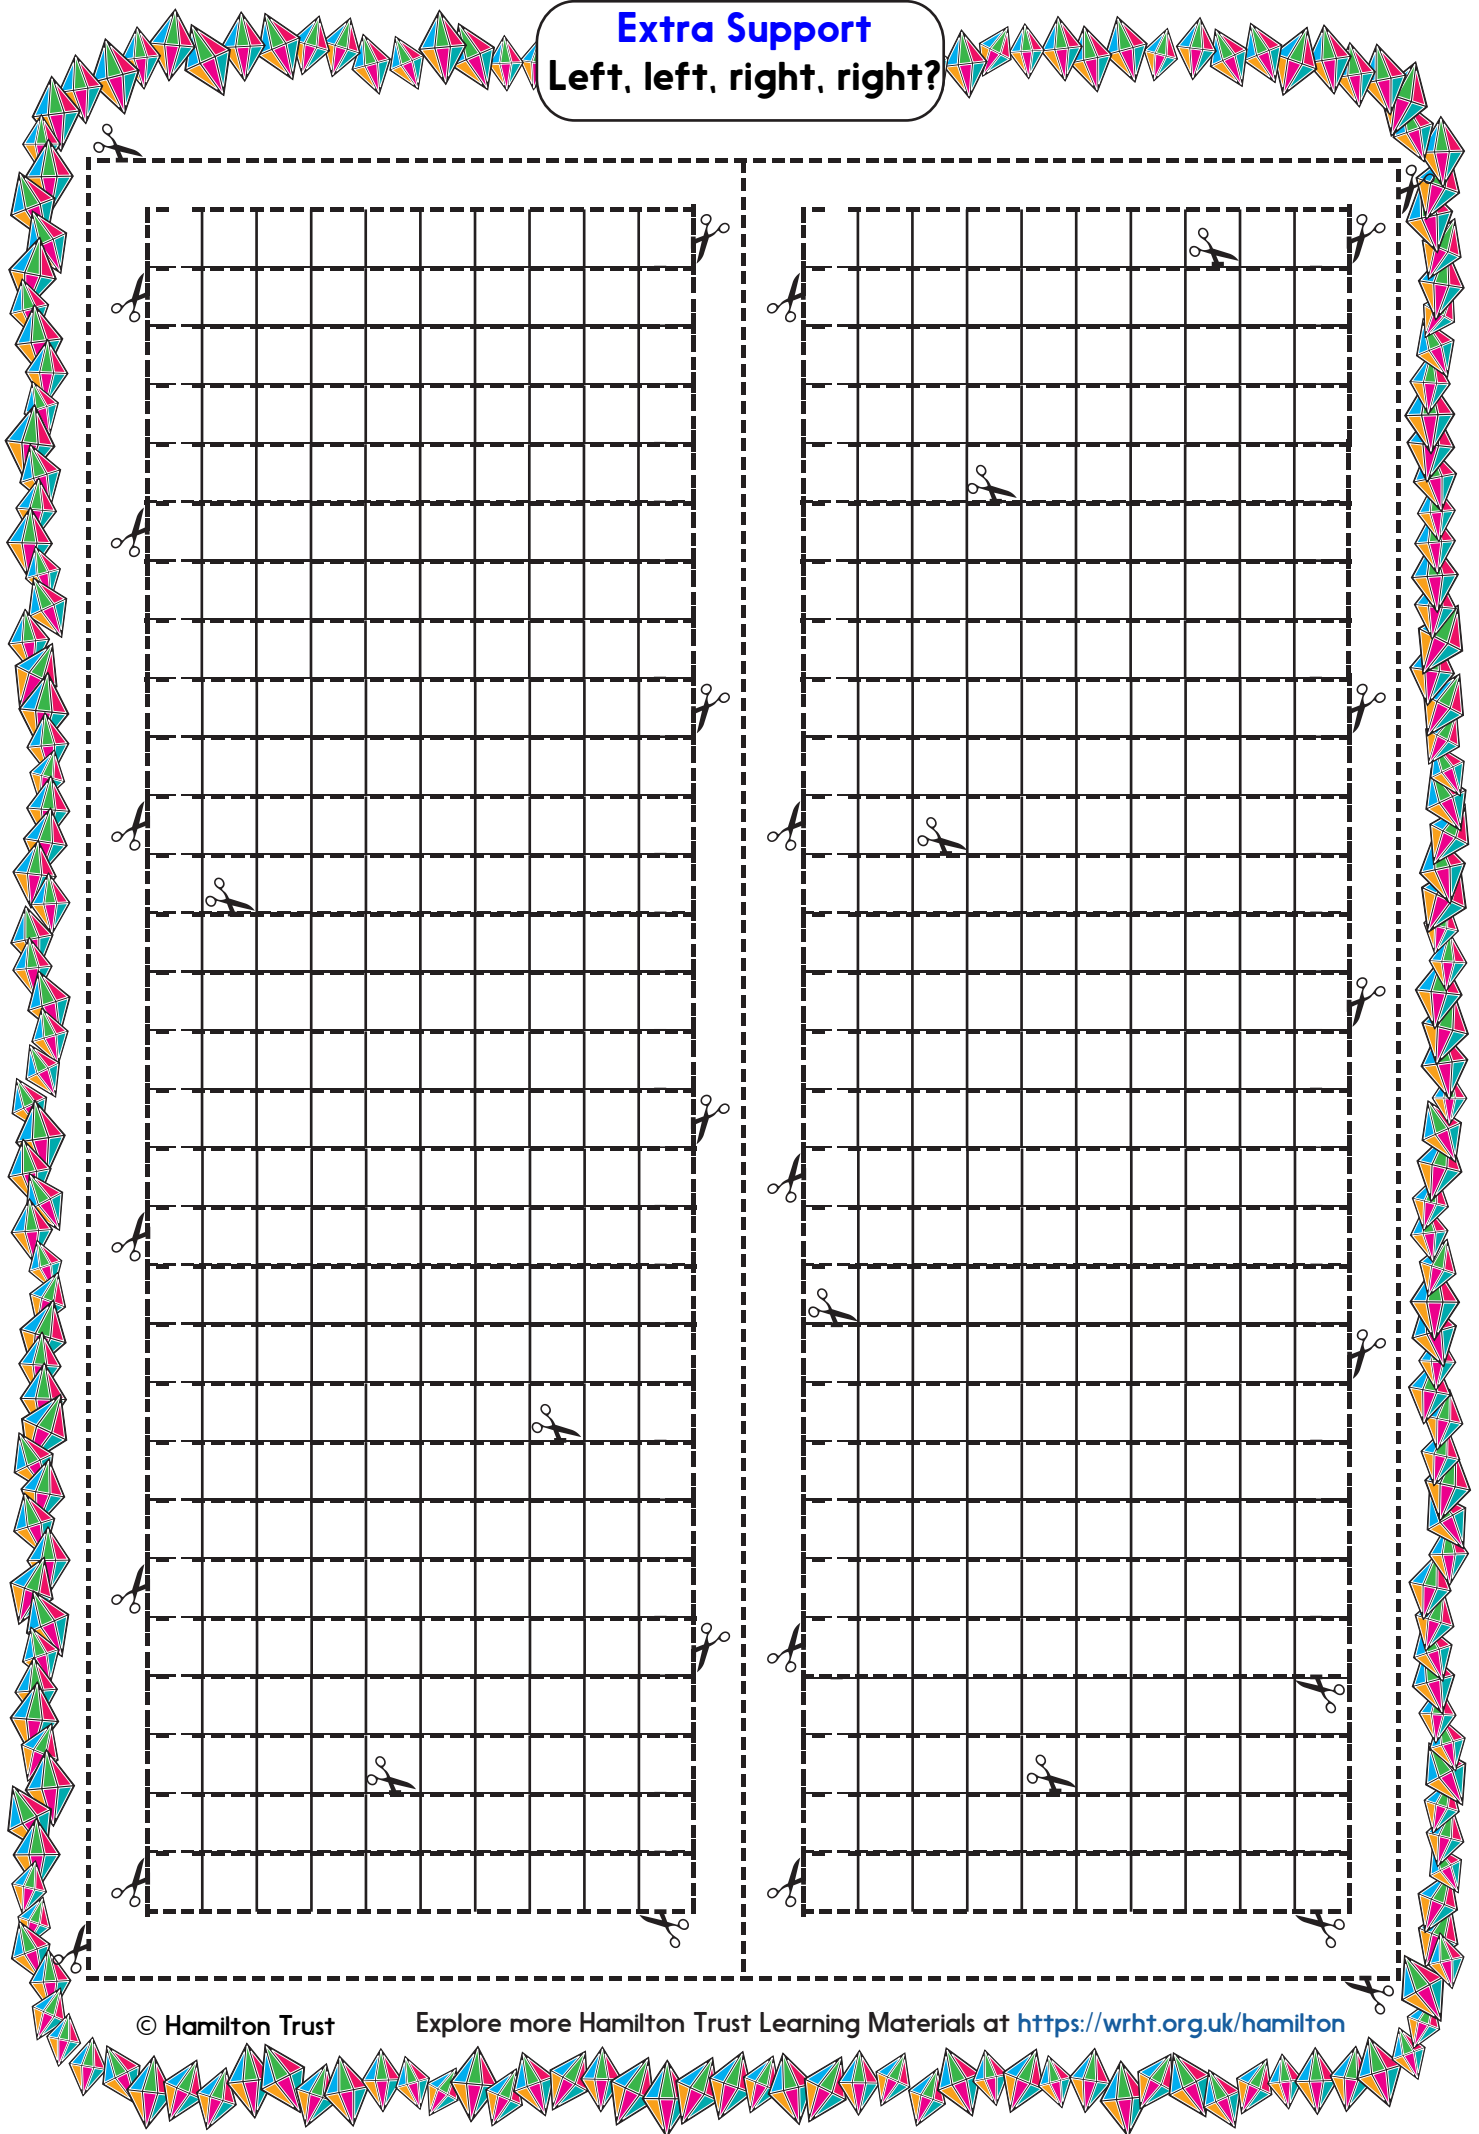 Extra Support
Left, left, right, right?
© Hamilton Trust
Explore more Hamilton Trust Learning Materials at https://wrht.org.uk/hamilton